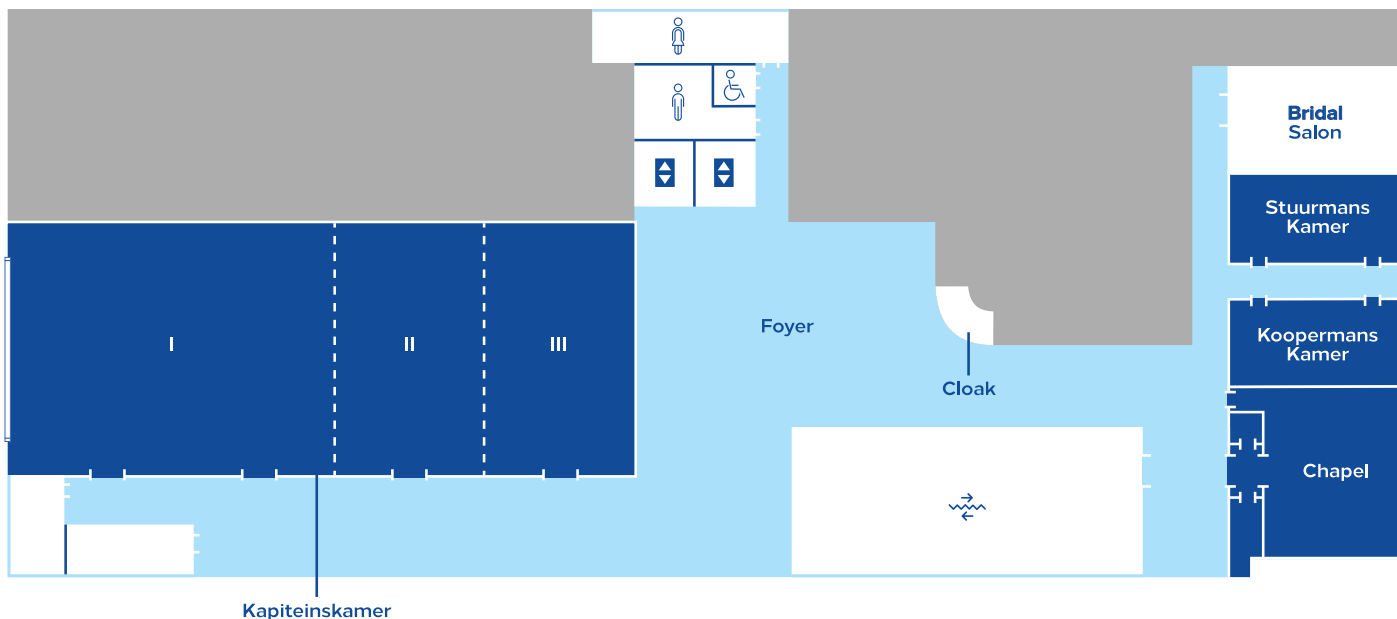 Bridal
Salon
Stuurmans
Kamer
Foyer
I
II
III
Koopermans
Kamer
Cloak
Chapel
Kapiteinskamer